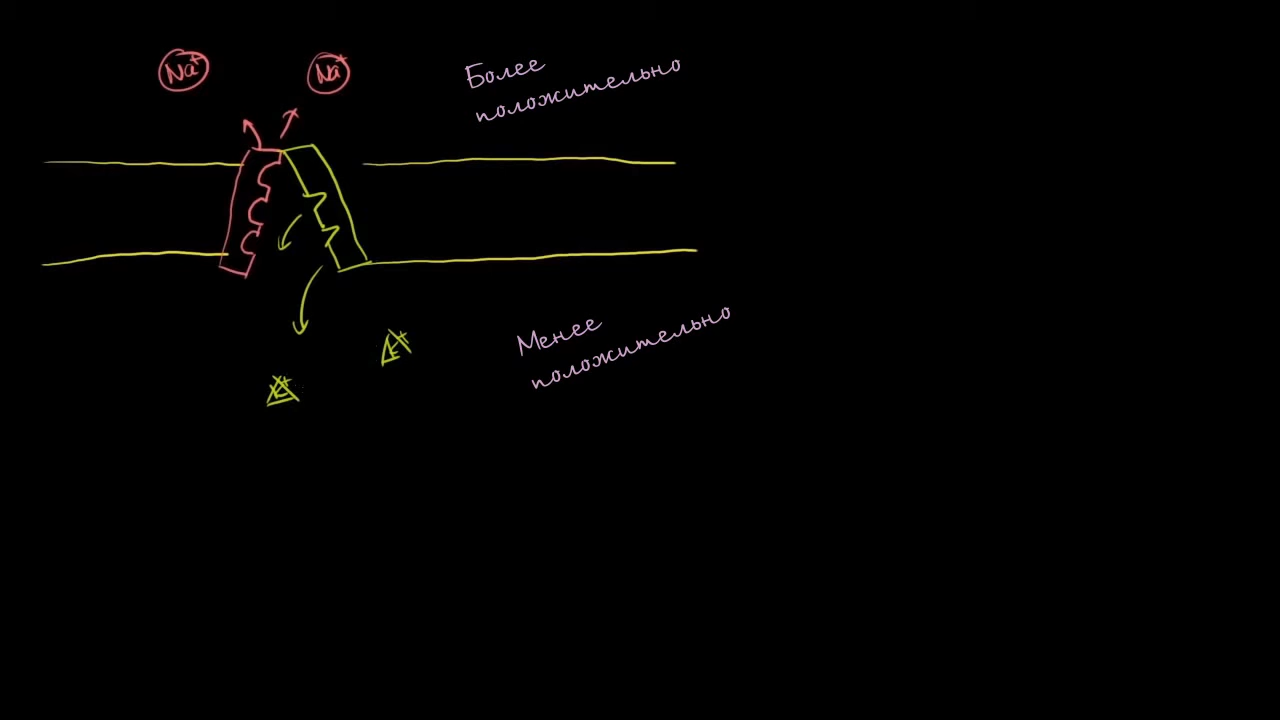 Na⁺ Na⁺
Более
положительно
Менее
положительно
K⁺
K⁺